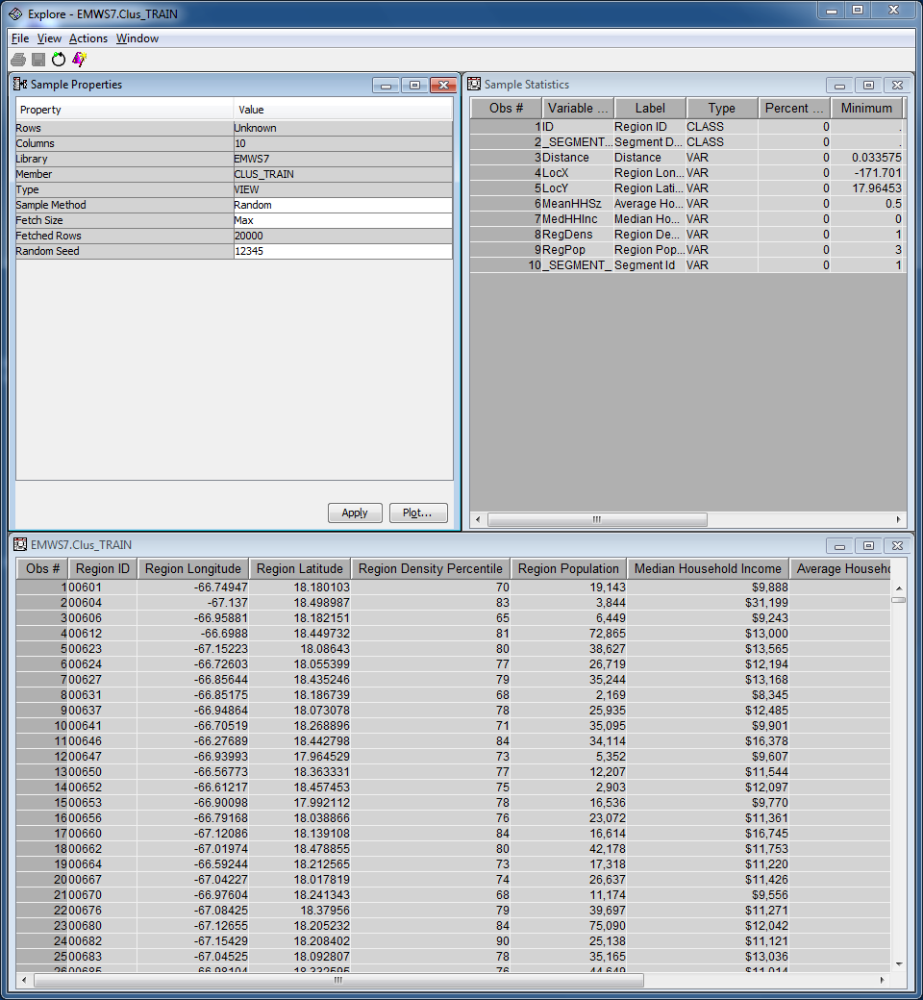 Explore - EMWS7.Clus_TRAIN
File View Actions Window
Sample Properties
Property Value
Rows Unknown
Columns 10
Library EMWS7
Member CLUS_TRAIN
Type VIEW
Sample Method Random
Fetch Size Max
Fetched Rows 20000
Random Seed 12345
Apply Plot...
Sample Statistics
Obs # Variable ... Label Type Percent ... Minimum
1 ID Region ID CLASS 0 .
2 _SEGMENT... Segment D... CLASS 0 .
3 Distance Distance VAR 0 0.033575
4 LocX Region Lon... VAR 0 -171.701
5 LocY Region Lati... VAR 0 17.96453
6 MeanHHSz Average Ho... VAR 0 0.5
7 MedHHInc Median Ho... VAR 0 0
8 RegDens Region De... VAR 0 1
9 RegPop Region Pop... VAR 0 3
10 _SEGMENT_ Segment Id VAR 0 1
EMWS7.Clus_TRAIN
Obs # Region ID Region Longitude Region Latitude Region Density Percentile Region Population Median Household Income Average Househo
1 00601 -66.74947 18.180103 70 19,143 $9,888
2 00604 -67.137 18.498987 83 3,844 $31,199
3 00606 -66.95881 18.182151 65 6,449 $9,243
4 00612 -66.6988 18.449732 81 72,865 $13,000
5 00623 -67.15223 18.08643 80 38,627 $13,565
6 00624 -66.72603 18.055399 77 26,719 $12,194
7 00627 -66.85644 18.435246 79 35,244 $13,168
8 00631 -66.85175 18.186739 68 2,169 $8,345
9 00637 -66.94864 18.073078 78 25,935 $12,485
10 00641 -66.70519 18.268896 71 35,095 $9,901
11 00646 -66.27689 18.442798 84 34,114 $16,378
12 00647 -66.93993 17.964529 73 5,352 $9,607
13 00650 -66.56773 18.363331 77 12,207 $11,544
14 00652 -66.61217 18.457453 75 2,903 $12,097
15 00653 -66.90098 17.992112 78 16,536 $9,770
16 00656 -66.79168 18.038866 76 23,072 $11,361
17 00660 -67.12086 18.139108 84 16,614 $16,745
18 00662 -67.01974 18.478855 80 42,178 $11,753
19 00664 -66.59244 18.212565 73 17,318 $11,220
20 00667 -67.04227 18.017819 74 26,637 $11,426
21 00670 -66.97604 18.241343 68 11,174 $9,556
22 00676 -67.08425 18.37956 79 39,697 $11,271
23 00680 -67.12655 18.205232 84 75,090 $12,042
24 00682 -67.15429 18.208402 90 25,138 $11,121
25 00683 -67.04525 18.092807 78 35,165 $13,036
26 00685 -66.98104 18.332595 76 44,649 $11,014